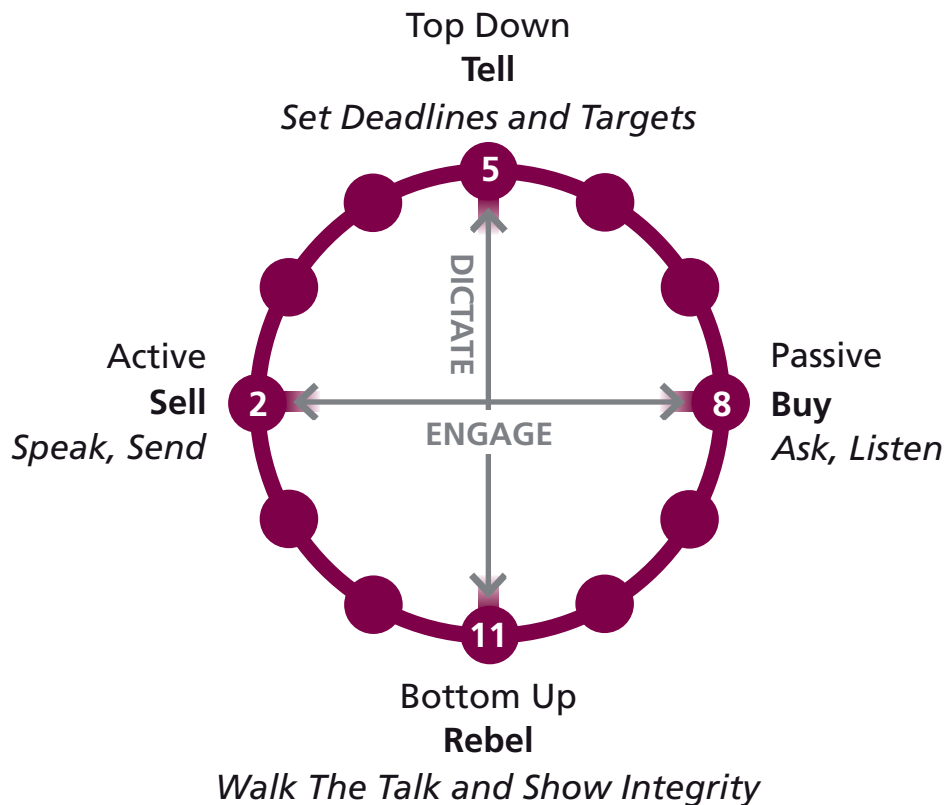 Top Down
Tell
Set Deadlines and Targets
5
DICTATE
Active
Sell
Speak, Send
2
ENGAGE
8
Passive
Buy
Ask, Listen
11
Bottom Up
Rebel
Walk The Talk and Show Integrity